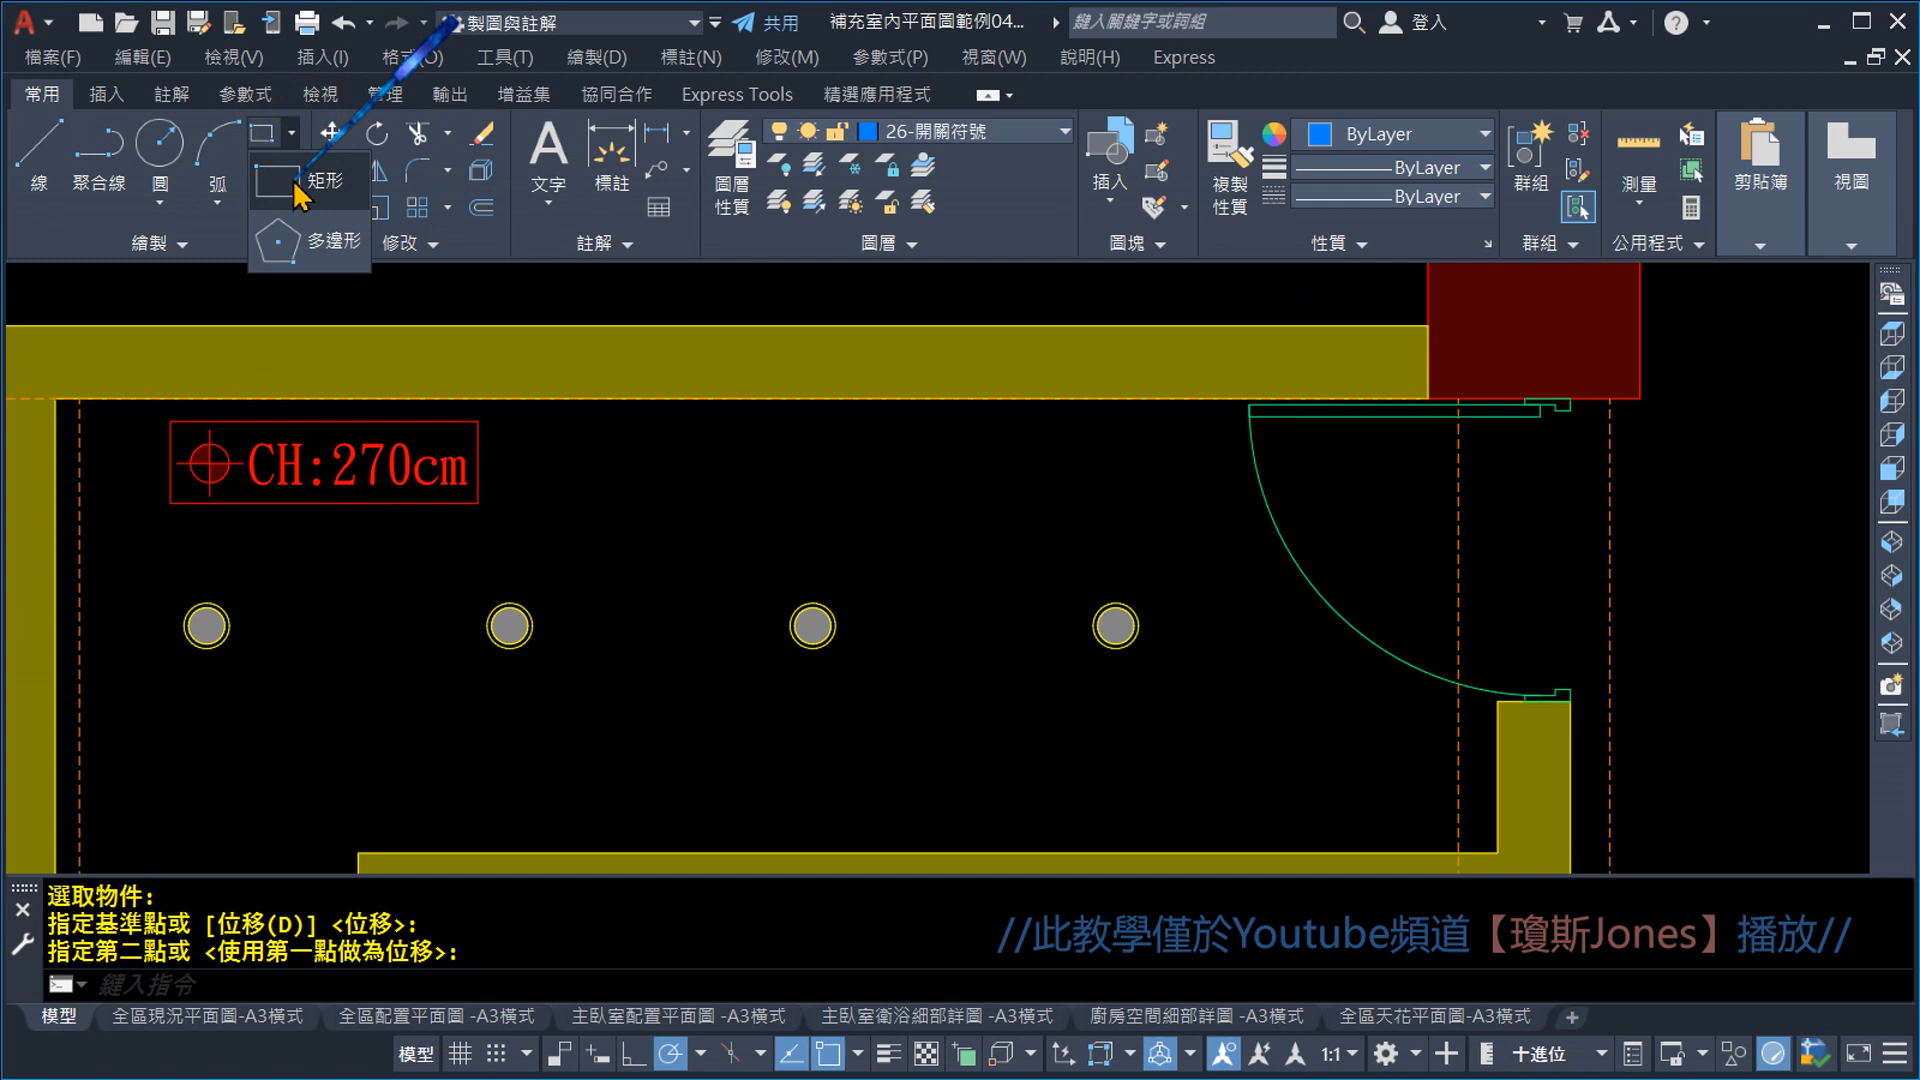 製圖與註解
共用
補充室內平面圖範例04...
鍵入關鍵字或詞組
登入
檔案(F)
編輯(E)
檢視(V)
插入(I)
格式(O)
工具(T)
繪製(D)
標註(N)
修改(M)
參數式(P)
視窗(W)
說明(H)
Express
常用
插入
註解
參數式
檢視
管理
輸出
增益集
協同合作
Express Tools
精選應用程式
26-開關符號
ByLayer
線
聚合線
圓
弧
矩形
文字
標註
圖層
性質
插入
複製
性質
ByLayer
ByLayer
群組
測量
剪貼簿
視圖
繪製
多邊形
修改
註解
圖層
圖塊
性質
群組
公用程式
CH:270cm
選取物件:
指定基準點或 [位移(D)] <位移>:
指定第二點或 <使用第一點做為位移>:
//此教學僅於Youtube頻道【瓊斯Jones】播放//
鍵入指令
模型
全區現況平面圖-A3橫式
全區配置平面圖 -A3橫式
主臥室配置平面圖 -A3橫式
主臥室衛浴細部詳圖 -A3橫式
廚房空間細部詳圖 -A3橫式
全區天花平面圖-A3橫式
模型
1:1
十進位